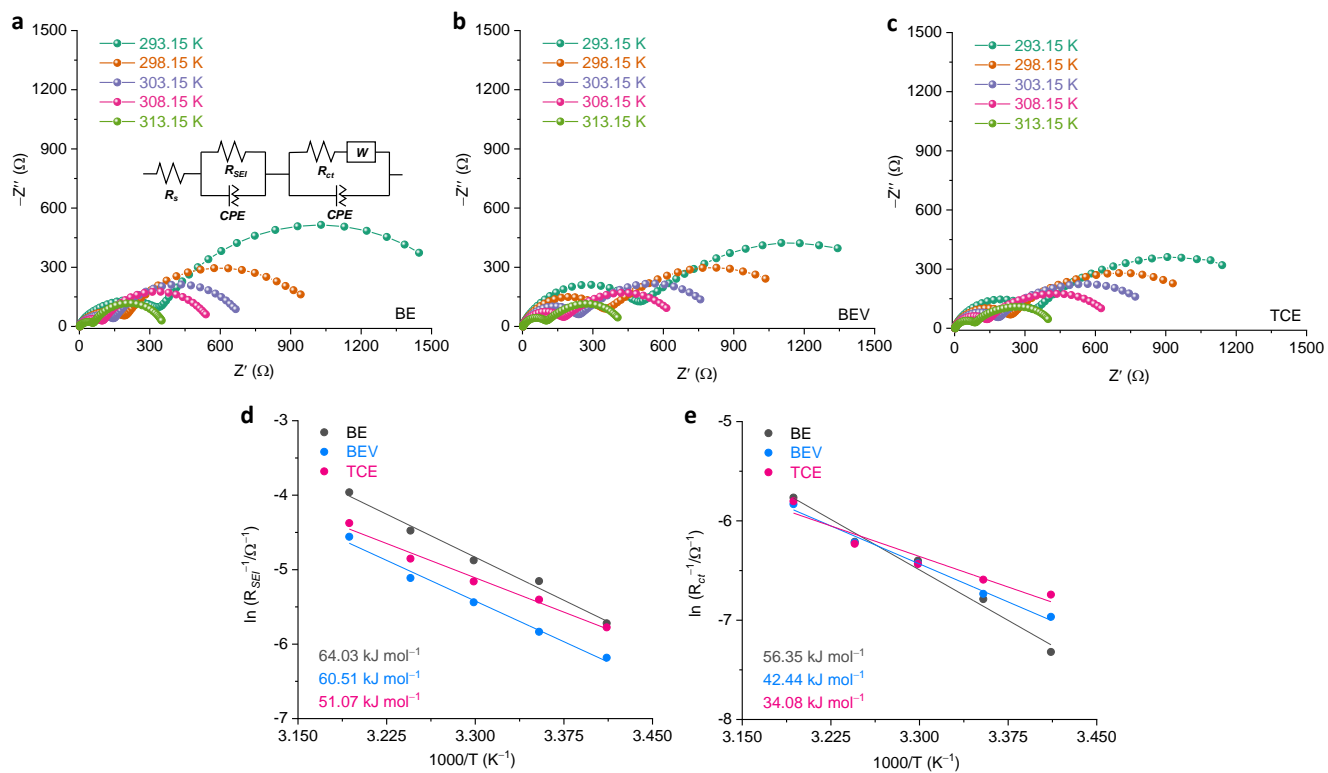 a
293.15 K
298.15 K
303.15 K
308.15 K
313.15 K
R_s
R_SEI
CPE
R_ct
W
CPE
BE
1500
1200
900
600
300
0
−Z″ (Ω)
0 300 600 900 1200 1500
Z′ (Ω)
b
293.15 K
298.15 K
303.15 K
308.15 K
313.15 K
BEV
1500
1200
900
600
300
0
−Z″ (Ω)
0 300 600 900 1200 1500
Z′ (Ω)
c
293.15 K
298.15 K
303.15 K
308.15 K
313.15 K
TCE
1500
1200
900
600
300
0
−Z″ (Ω)
0 300 600 900 1200 1500
Z′ (Ω)
d
BE
BEV
TCE
64.03 kJ mol⁻¹
60.51 kJ mol⁻¹
51.07 kJ mol⁻¹
-3
-4
-5
-6
-7
ln (R_SEI⁻¹/Ω⁻¹)
3.150 3.225 3.300 3.375 3.450
1000/T (K⁻¹)
e
BE
BEV
TCE
56.35 kJ mol⁻¹
42.44 kJ mol⁻¹
34.08 kJ mol⁻¹
-5
-6
-7
-8
ln (R_ct⁻¹/Ω⁻¹)
3.150 3.225 3.300 3.375 3.450
1000/T (K⁻¹)